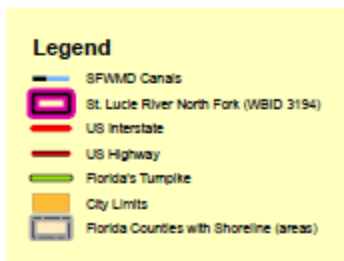 Legend
SFWMD Canals
St. Lucie River North Fork (WBID 3194)
US Interstate
US Highway
Florida's Turnpike
City Limits
Florida Counties with Shoreline (areas)